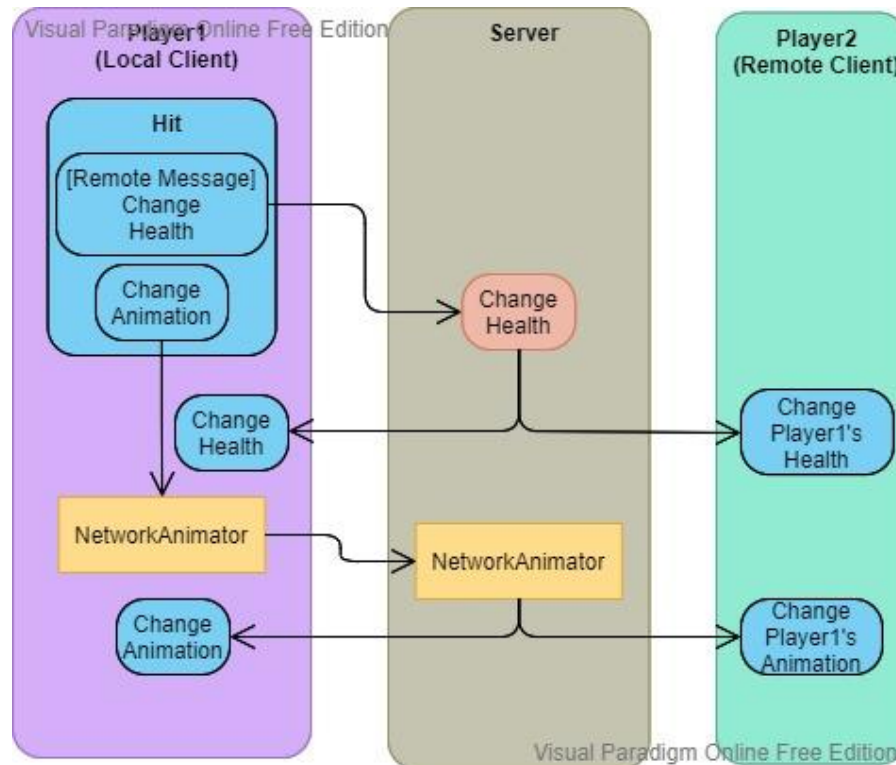 Visual Paradigm Online Free Edition
Player1
(Local Client)
Server
Player2
(Remote Client)
Hit
[Remote Message]
Change
Health
Change
Animation
Change
Health
Change
Health
Change
Player1's
Health
NetworkAnimator
NetworkAnimator
Change
Animation
Change
Player1's
Animation
Visual Paradigm Online Free Edition